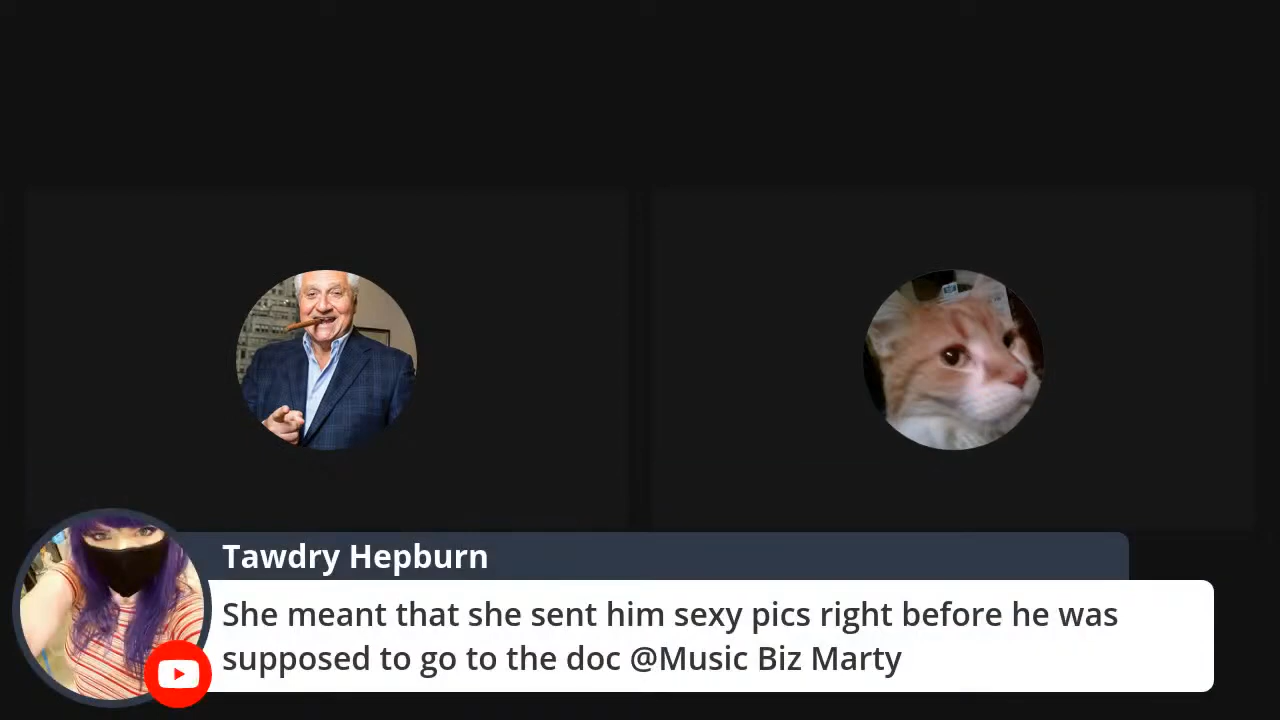 Tawdry Hepburn
She meant that she sent him sexy pics right before he was
supposed to go to the doc @Music Biz Marty